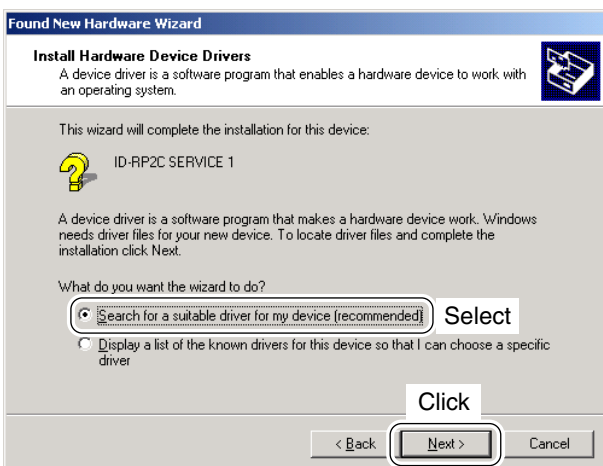 Found New Hardware Wizard
Install Hardware Device Drivers
A device driver is a software program that enables a hardware device to work with
an operating system.
This wizard will complete the installation for this device:
ID-RP2C SERVICE 1
A device driver is a software program that makes a hardware device work. Windows
needs driver files for your new device. To locate driver files and complete the
installation click Next.
What do you want the wizard to do?
Search for a suitable driver for my device (recommended)
Select
Display a list of the known drivers for this device so that I can choose a specific
driver
Click
< Back
Next >
Cancel